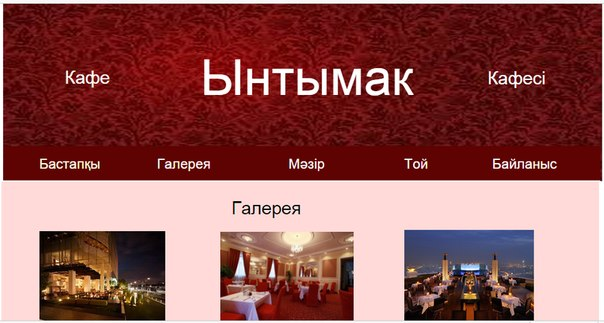 Кафе Ынтымак Кафесі
Бастапқы Галерея Мәзір Той Байланыс
Галерея